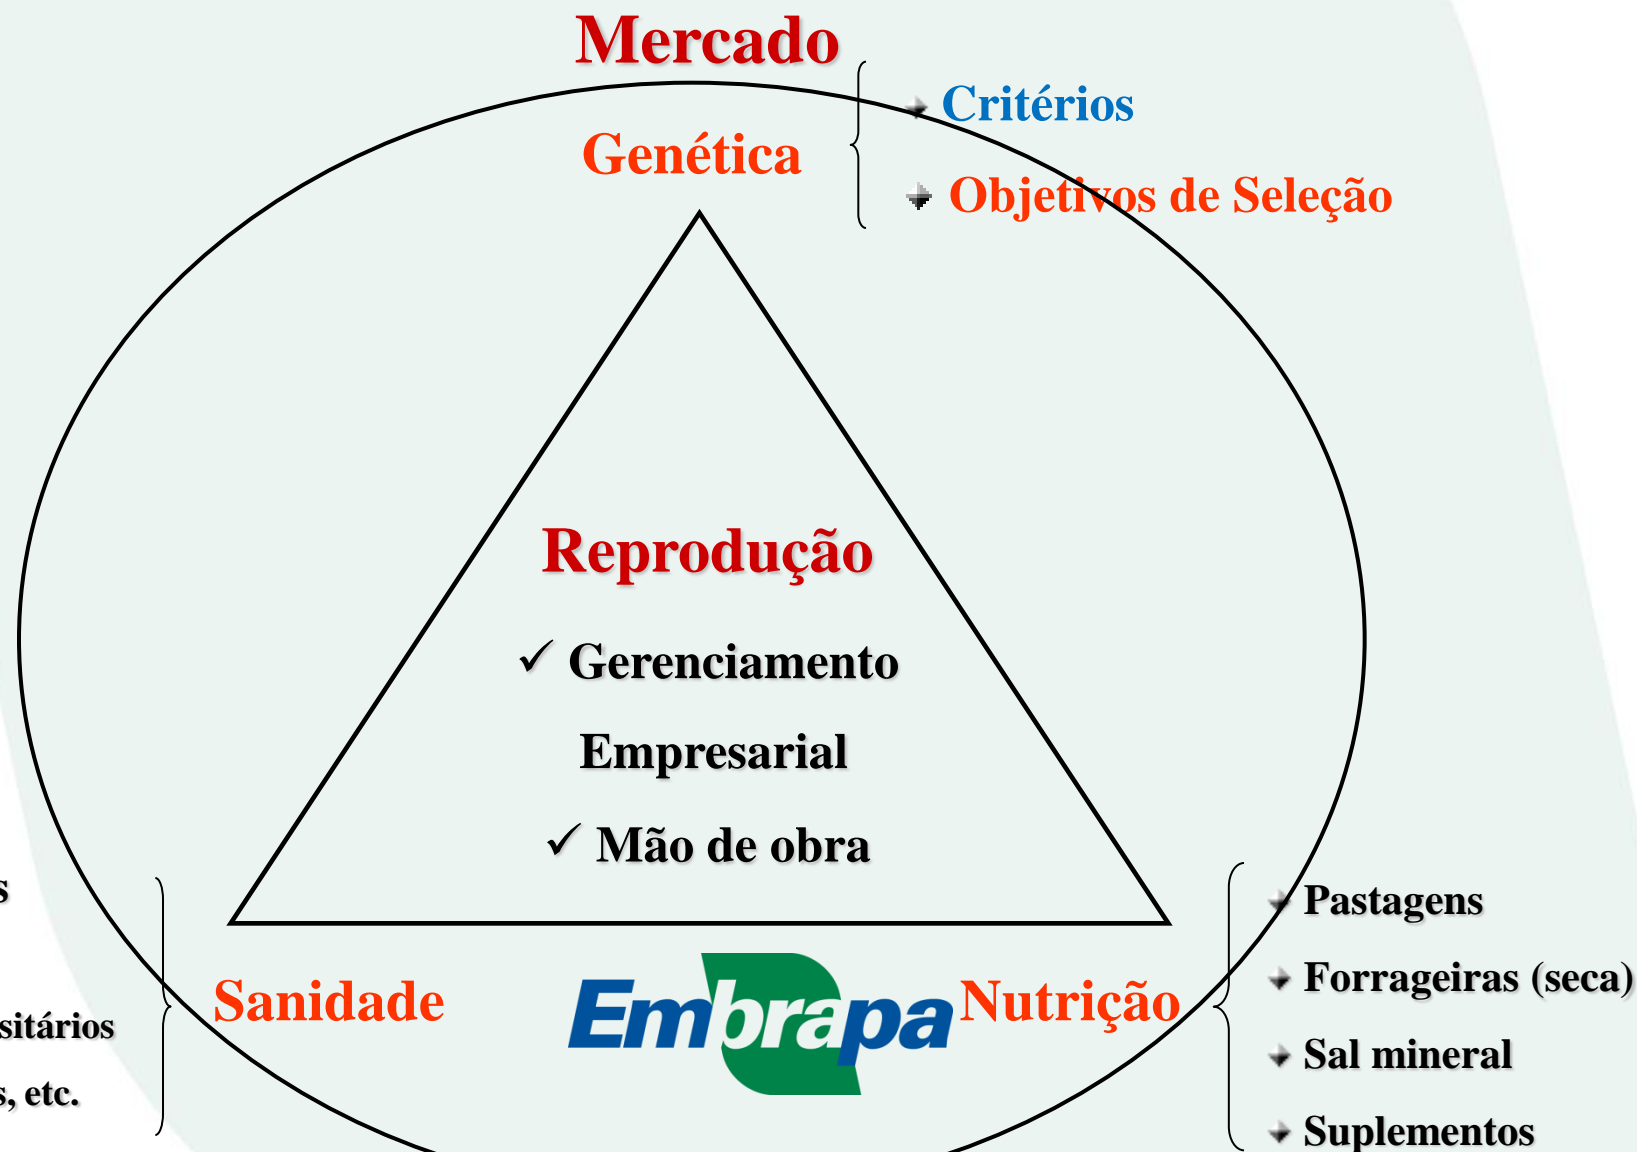 Mercado
Critérios
Genética
Objetivos de Seleção
Reprodução
✓ Gerenciamento
Empresarial
✓ Mão de obra
Pastagens
Forrageiras (seca)
Sal mineral
Suplementos
Sanidade
Embrapa
Nutrição
etc.